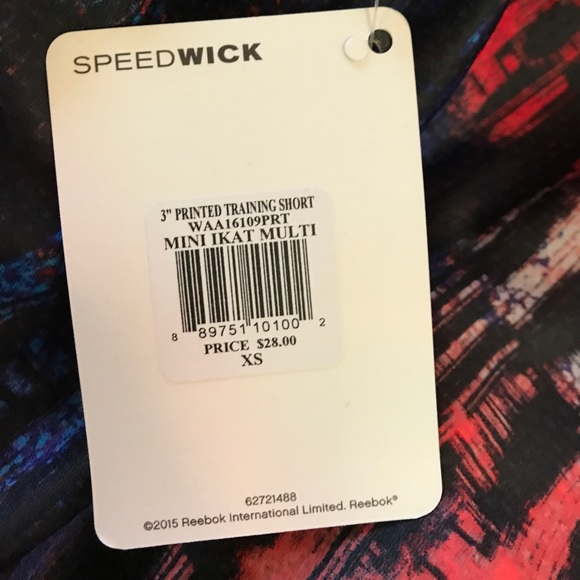 SPEEDWICK
3" PRINTED TRAINING SHORT
WAA16109PRT
MINI IKAT MULTI
8 89751 10100 2
PRICE $28.00
XS
62721488
©2015 Reebok International Limited. Reebok®